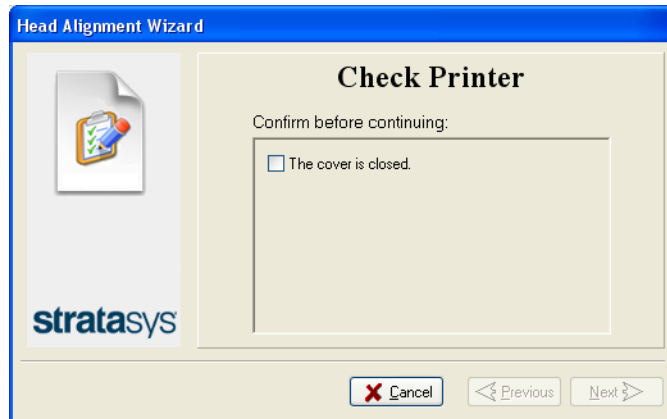 Head Alignment Wizard
Check Printer
Confirm before continuing:
The cover is closed.
stratasys
Cancel
Previous
Next